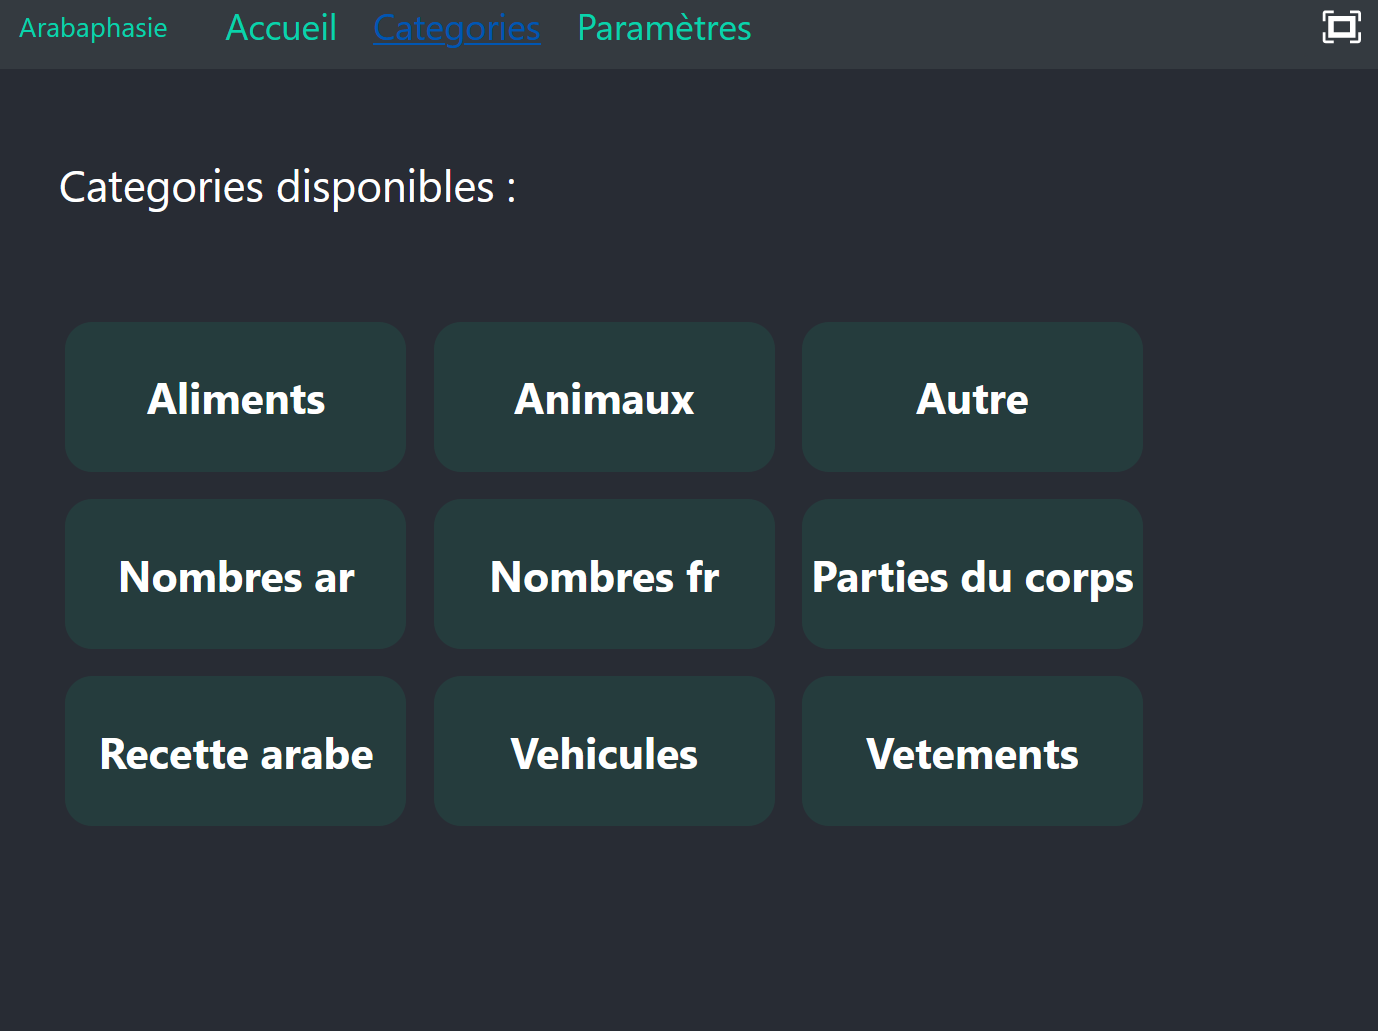 Arabaphasie Accueil Categories Paramètres
Categories disponibles :
Aliments Animaux Autre
Nombres ar Nombres fr Parties du corps
Recette arabe Vehicules Vetements